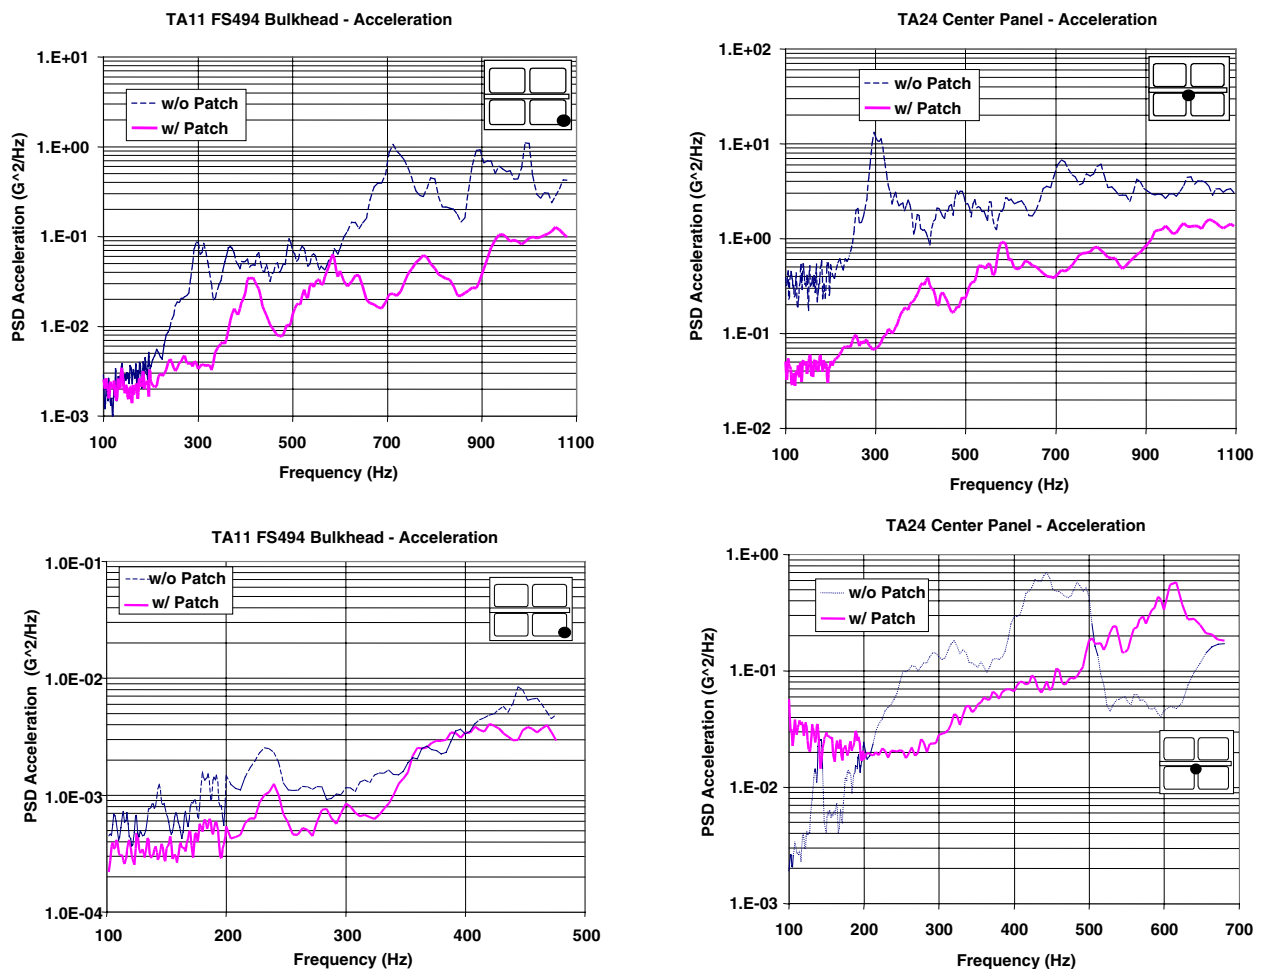 TA11 FS494 Bulkhead - Acceleration
1.E+01
1.E+00
1.E-01
1.E-02
1.E-03
PSD Acceleration (G^2/Hz)
w/o Patch
w/ Patch
100 300 500 700 900 1100
Frequency (Hz)
TA24 Center Panel - Acceleration
1.E+02
1.E+01
1.E+00
1.E-01
1.E-02
PSD Acceleration (G^2/Hz)
w/o Patch
w/ Patch
100 300 500 700 900 1100
Frequency (Hz)
TA11 FS494 Bulkhead - Acceleration
1.0E-01
1.0E-02
1.0E-03
1.0E-04
PSD Acceleration (G^2/Hz)
w/o Patch
w/ Patch
100 200 300 400 500
Frequency (Hz)
TA24 Center Panel - Acceleration
1.E+00
1.E-01
1.E-02
1.E-03
PSD Acceleration (G^2/Hz)
w/o Patch
w/ Patch
100 200 300 400 500 600 700
Frequency (Hz)